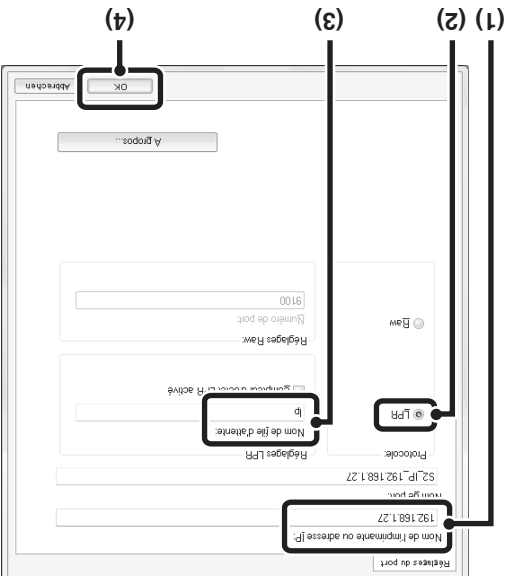 Réglages du port
Nom de l'imprimante ou adresse IP:
192.168.1.27
Nom ge port:
S2_IP_192.168.1.27
Protocole:
LPR
Raw
Réglages LPR
Nom de file d'attente:
lp
Compteur d'octet LPR activé
Réglages Raw:
Numéro de port:
9100
A propos...
OK
Abbrechen
(1)
(2)
(3)
(4)